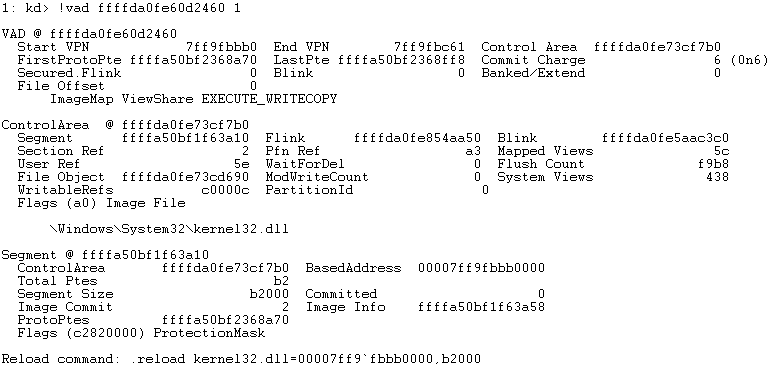 1: kd> !vad ffffda0fe60d2460 1
VAD @ ffffda0fe60d2460
Start VPN 7ff9fbbb0 End VPN 7ff9fbc61 Control Area ffffda0fe73cf7b0
FirstProtoPte ffffa50bf2368a70 LastPte ffffa50bf2368ff8 Commit Charge 6 (0n6)
Secured.Flink 0 Blink 0 Banked/Extend 0
File Offset 0
ImageMap ViewShare EXECUTE_WRITECOPY
ControlArea @ ffffda0fe73cf7b0
Segment ffffa50bf1f63a10 Flink ffffda0fe854aa50 Blink ffffda0fe5aac3c0
Section Ref 2 Pfn Ref a3 Mapped Views 5c
User Ref 5e WaitForDel 0 Flush Count f9b8
File Object ffffda0fe73cd690 ModWriteCount 0 System Views 438
WritableRefs c0000c PartitionId 0
Flags (a0) Image File
\Windows\System32\kernel32.dll
Segment @ ffffa50bf1f63a10
ControlArea ffffda0fe73cf7b0 BasedAddress 00007ff9fbbb0000
Total Ptes b2
Segment Size b2000 Committed 0
Image Commit 2 Image Info ffffa50bf1f63a58
ProtoPtes ffffa50bf2368a70
Flags (c2820000) ProtectionMask
Reload command: .reload kernel32.dll=00007ff9`fbbb0000,b2000